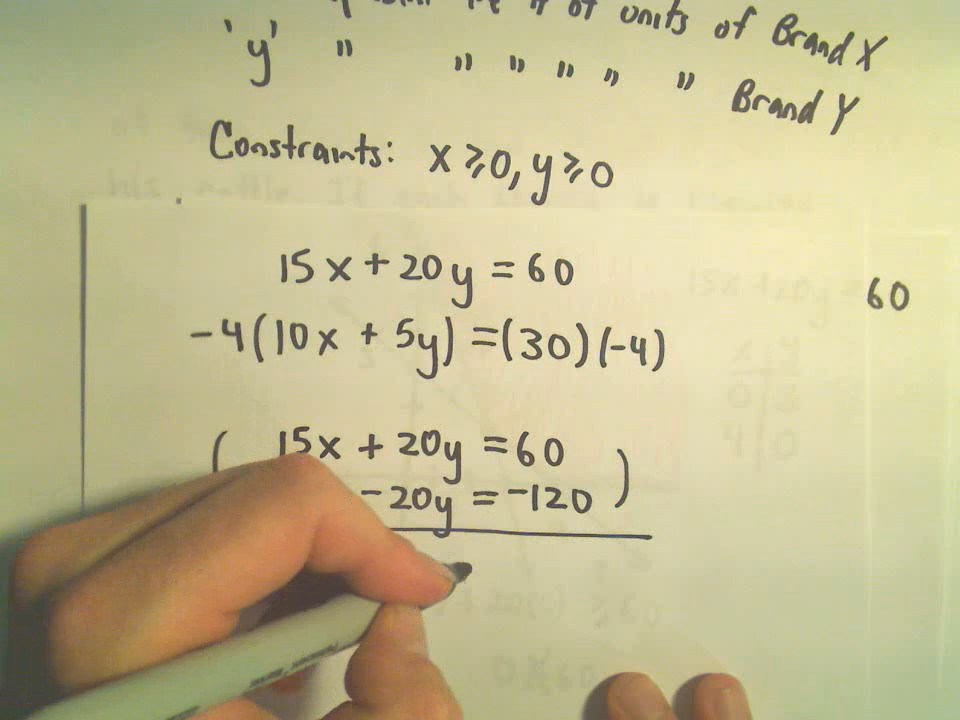 # of units of Brand X
'y' " " " " " " Brand Y
Constraints: x ≥ 0, y ≥ 0
15x + 20y = 60
60
-4(10x + 5y) = (30)(-4)
( 15x + 20y = 60 )
-20y = -120